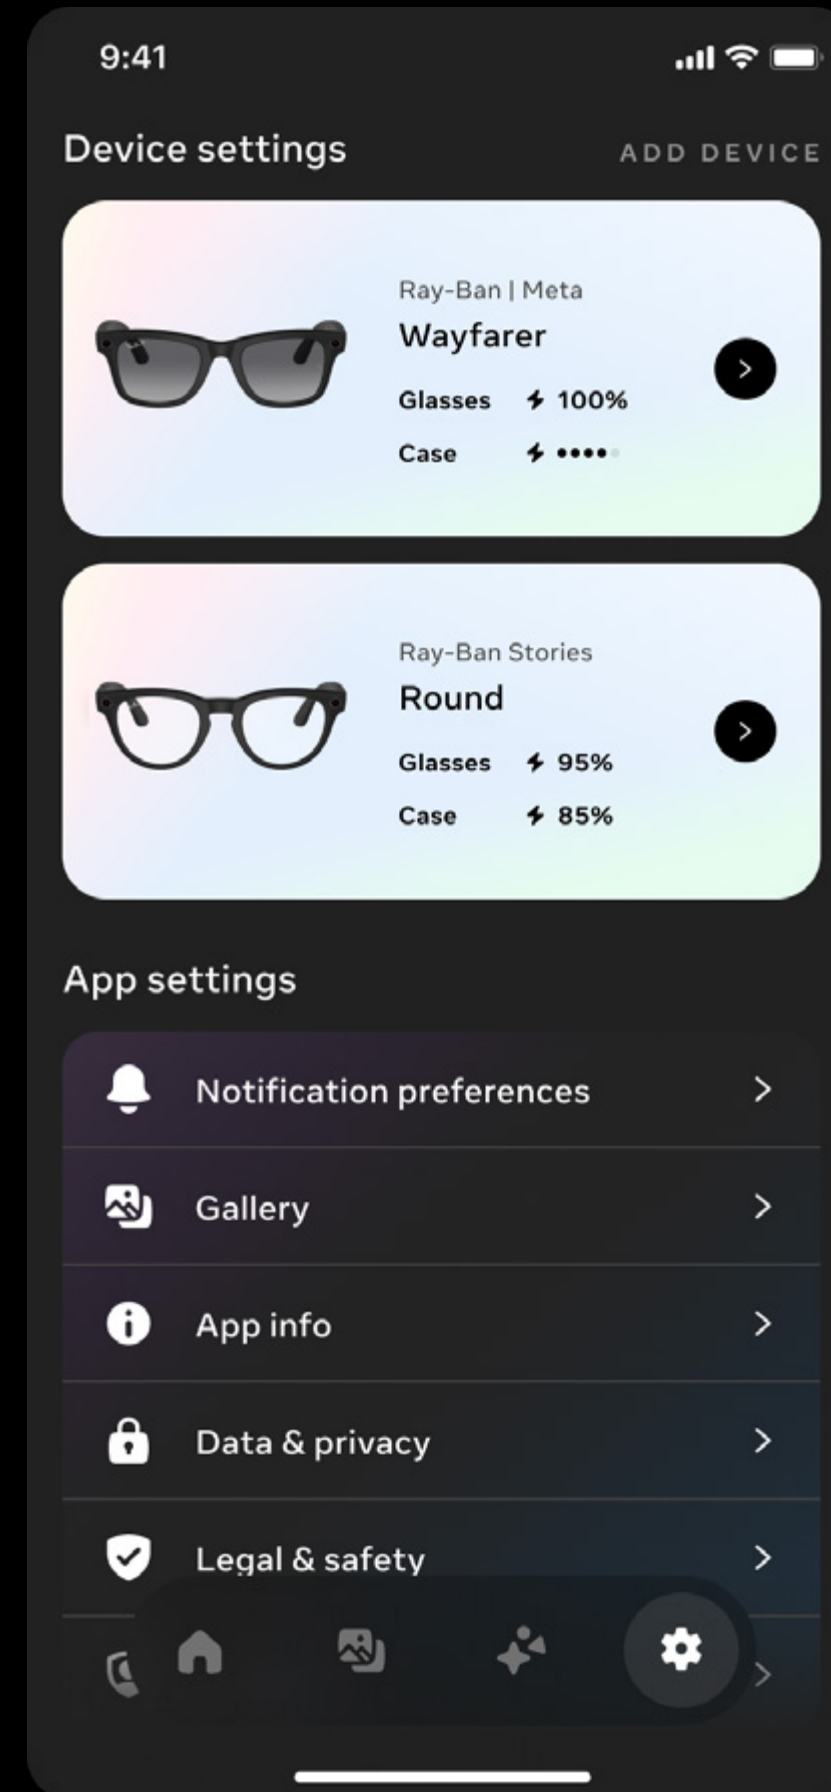 9:41
Device settings
ADD DEVICE
Ray-Ban | Meta
Wayfarer
Glasses 100%
Case
Ray-Ban Stories
Round
Glasses 95%
Case 85%
App settings
Notification preferences
Gallery
App info
Data & privacy
Legal & safety